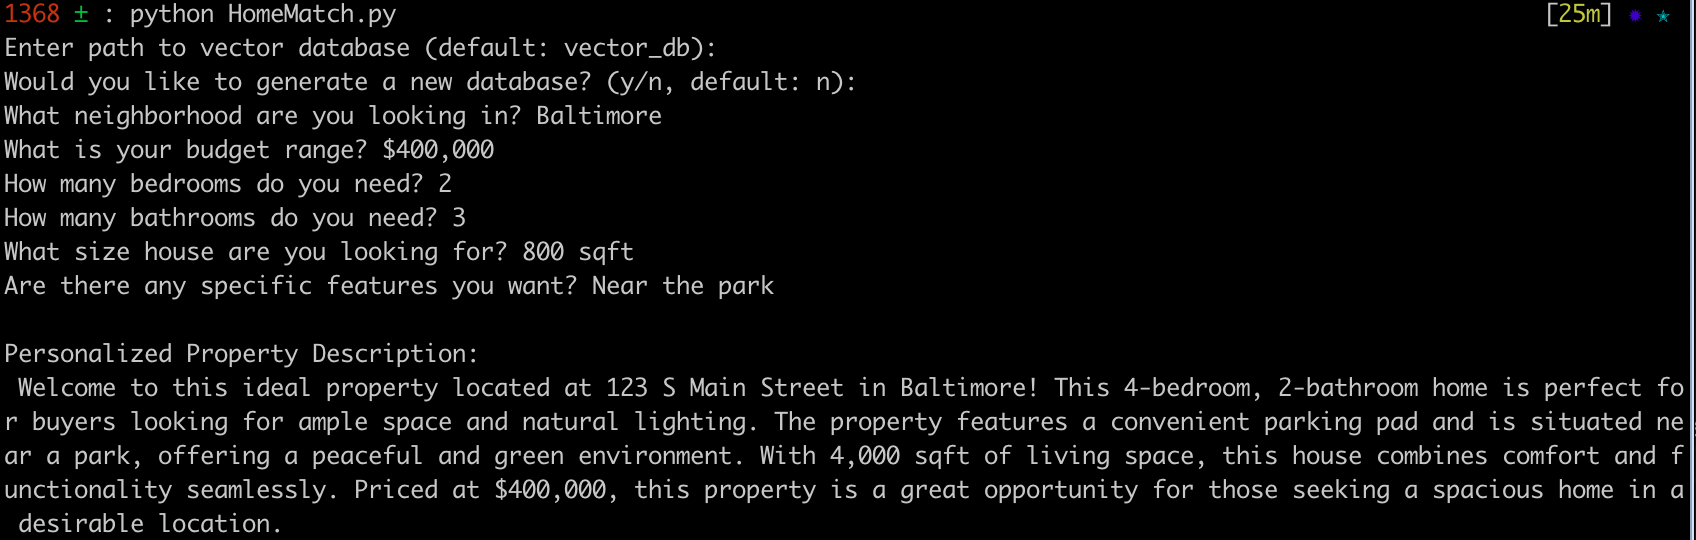 1368 ± : python HomeMatch.py [25m] ✹ ✭
Enter path to vector database (default: vector_db):
Would you like to generate a new database? (y/n, default: n):
What neighborhood are you looking in? Baltimore
What is your budget range? $400,000
How many bedrooms do you need? 2
How many bathrooms do you need? 3
What size house are you looking for? 800 sqft
Are there any specific features you want? Near the park
Personalized Property Description:
Welcome to this ideal property located at 123 S Main Street in Baltimore! This 4-bedroom, 2-bathroom home is perfect fo
r buyers looking for ample space and natural lighting. The property features a convenient parking pad and is situated ne
ar a park, offering a peaceful and green environment. With 4,000 sqft of living space, this house combines comfort and f
unctionality seamlessly. Priced at $400,000, this property is a great opportunity for those seeking a spacious home in a
desirable location.